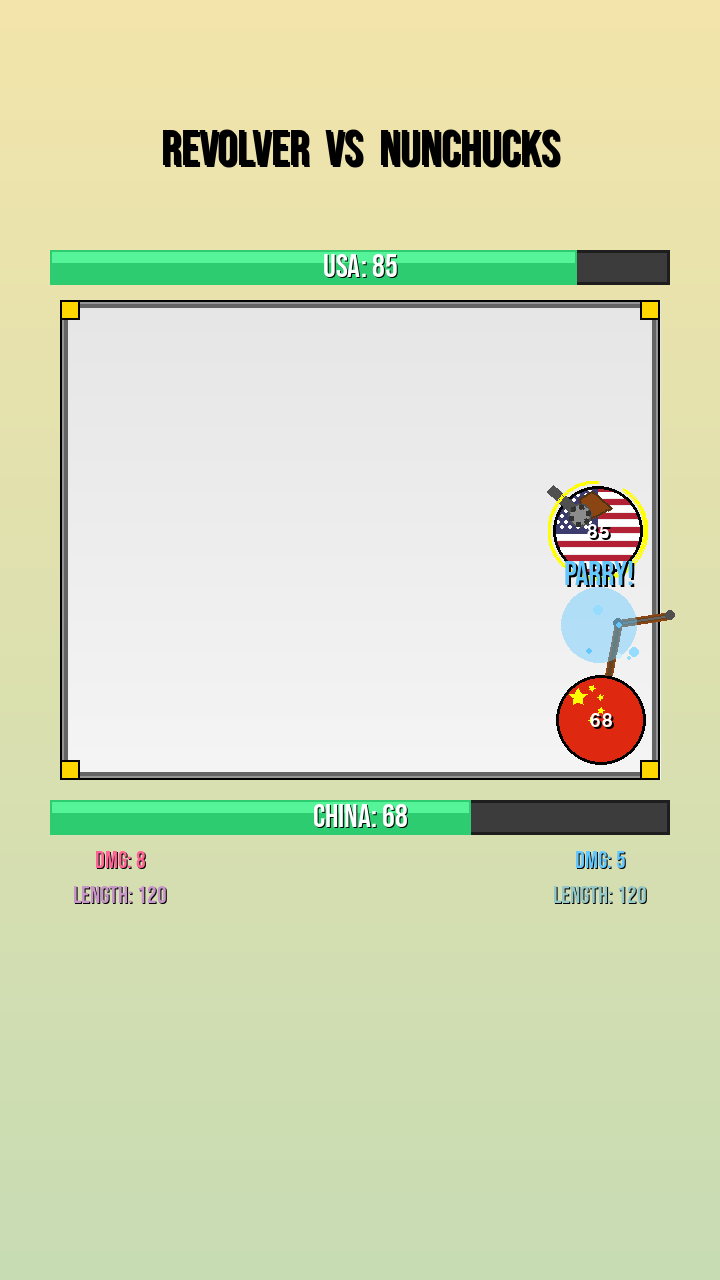 REVOLVER VS NUNCHUCKS
USA: 85
85
PARRY!
68
CHINA: 68
DMG: 8
DMG: 5
LENGTH: 120
LENGTH: 120